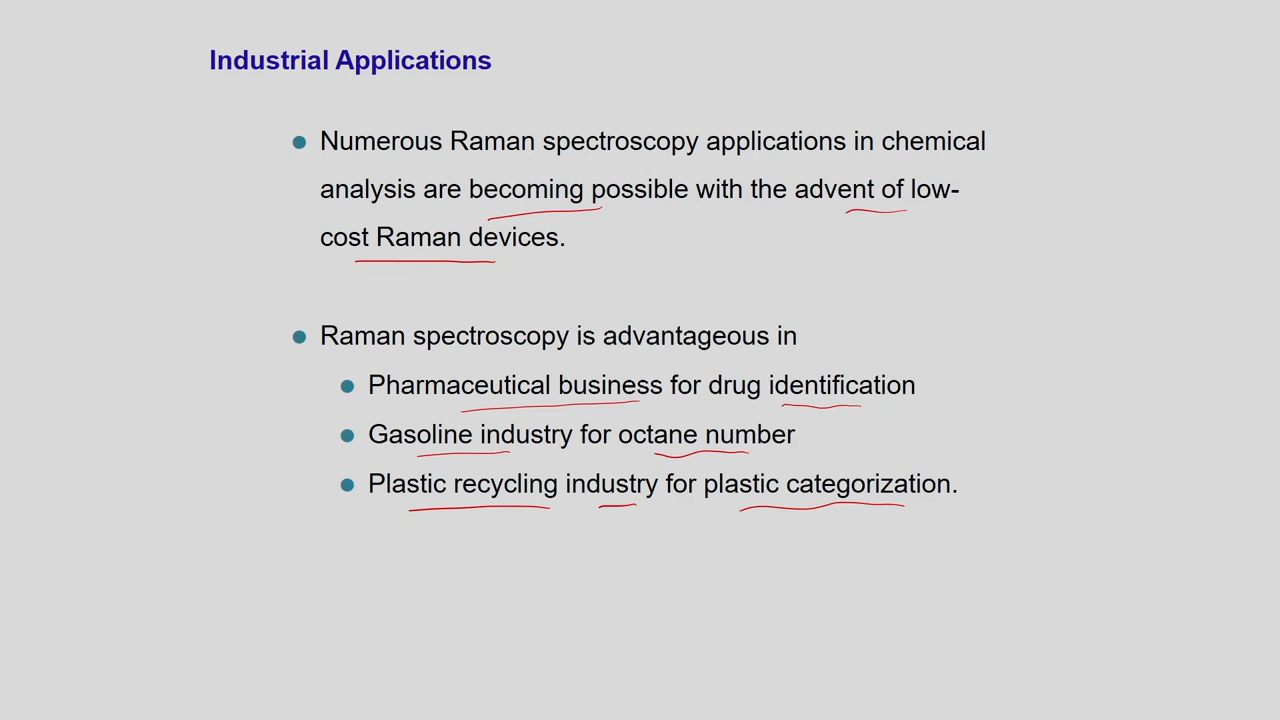 Industrial Applications
Numerous Raman spectroscopy applications in chemical
analysis are becoming possible with the advent of low-
cost Raman devices.
Raman spectroscopy is advantageous in
Pharmaceutical business for drug identification
Gasoline industry for octane number
Plastic recycling industry for plastic categorization.